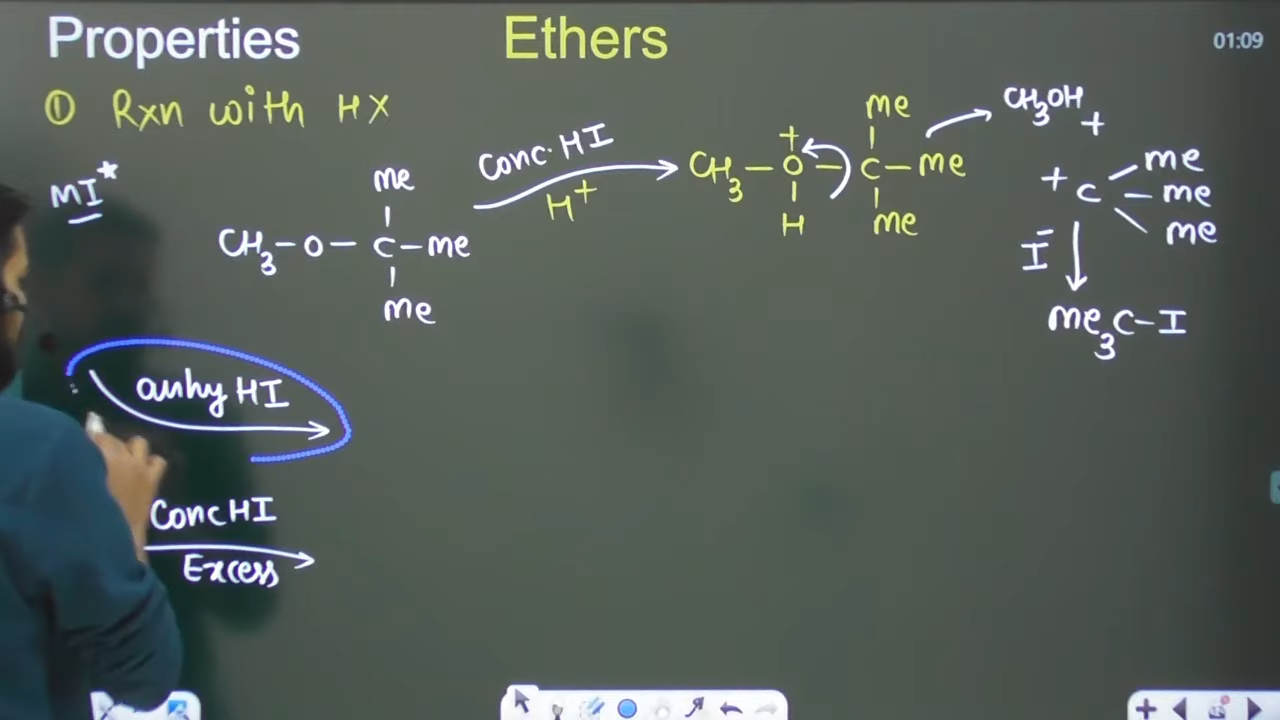 Properties
Ethers
01:09
① Rxn with HX
MI*
CH₃-O-C-Me
Me
Me
Conc. HI
H⁺
CH₃-O-C-Me
+
H
Me
Me
CH₃OH
+
+C
Me
Me
Me
I⁻
Me₃C-I
anhy HI
Conc HI
Excess